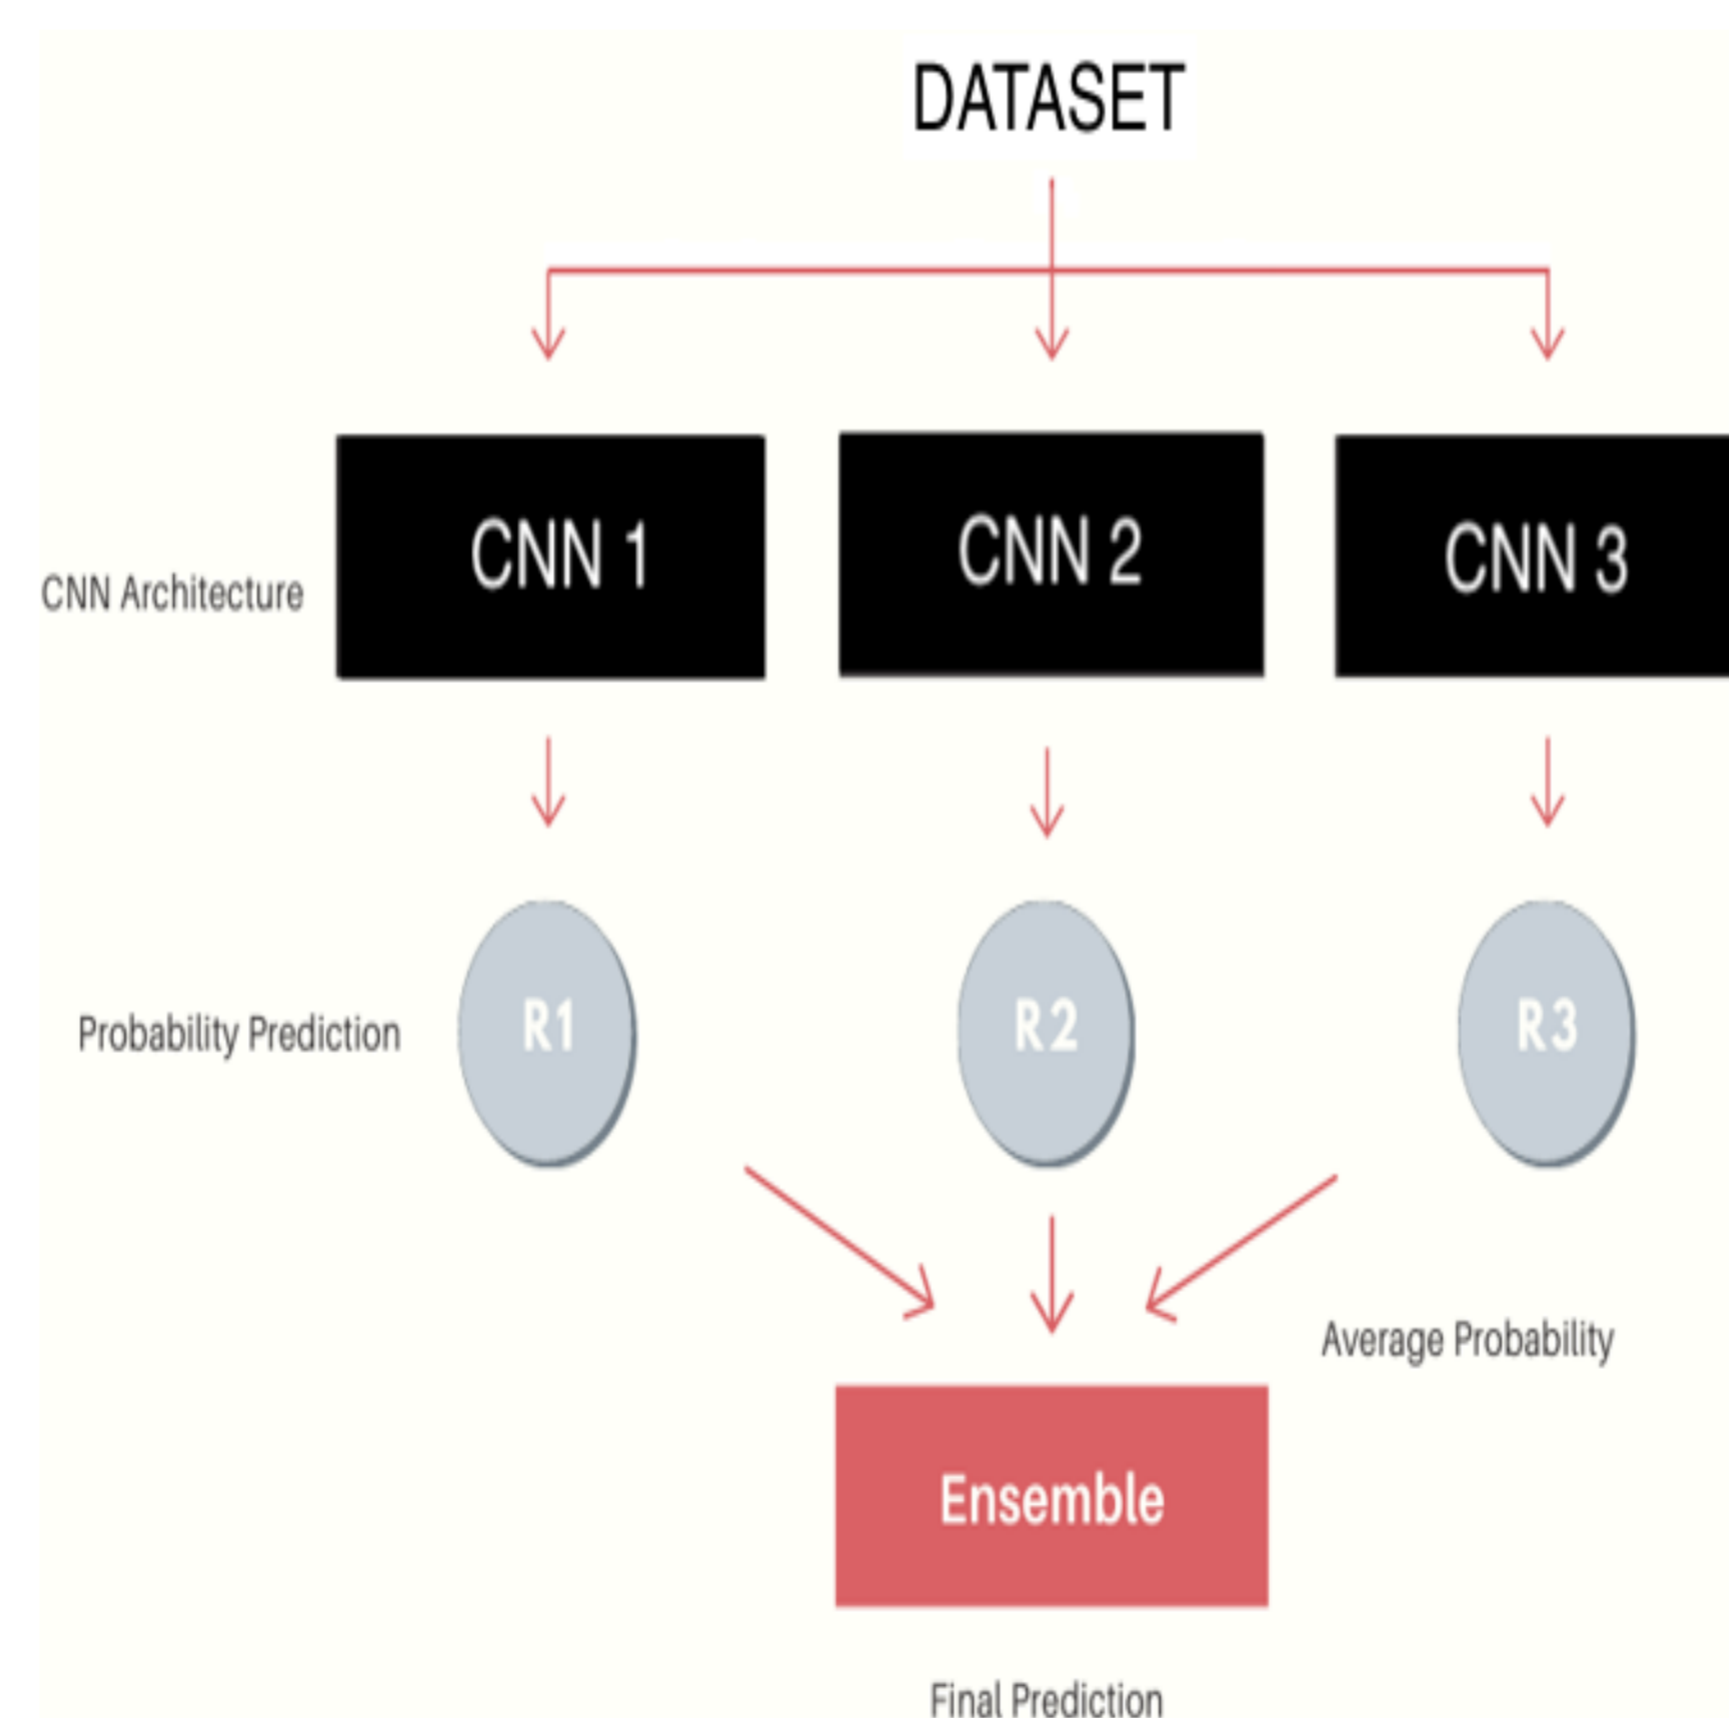 DATASET
CNN 1
CNN 2
CNN 3
CNN Architecture
Probability Prediction
R1
R2
R3
Average Probability
Ensemble
Final Prediction